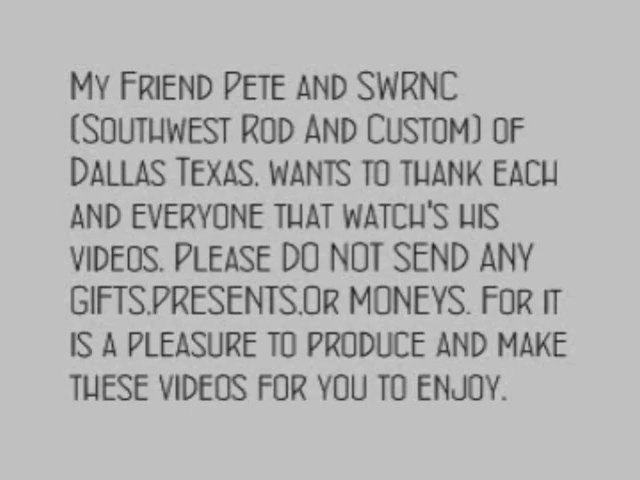 My Friend Pete and SWRNC
(Southwest Rod And Custom) of
Dallas Texas. wants to thank each
and everyone that watch's his
videos. Please DO NOT SEND ANY
GIFTS.PRESENTS.Or MONEYS. For it
is a pleasure to produce and make
these videos for you to enjoy.